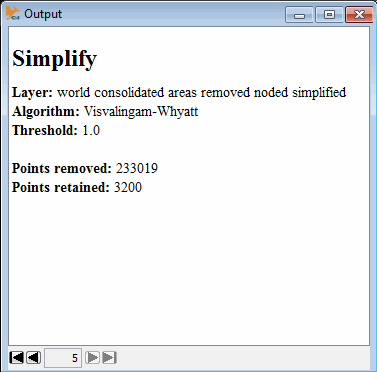 Output
Simplify
Layer: world consolidated areas removed noded simplified
Algorithm: Visvalingam-Whyatt
Threshold: 1.0
Points removed: 233019
Points retained: 3200
5